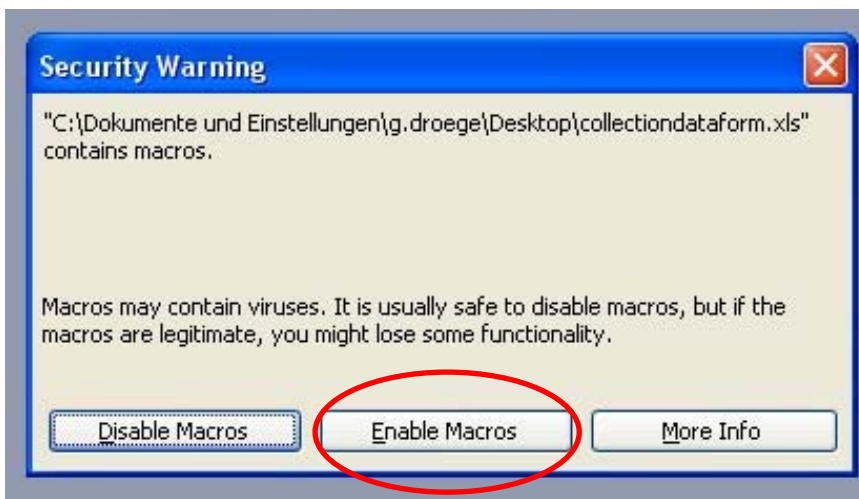 Security Warning
"C:\Dokumente und Einstellungen\g.droege\Desktop\collectiondataform.xls"
contains macros.
Macros may contain viruses. It is usually safe to disable macros, but if the
macros are legitimate, you might lose some functionality.
Disable Macros Enable Macros More Info